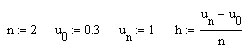 n := 2 u₀ := 0.3 uₙ := 1 h := (uₙ - u₀)/n